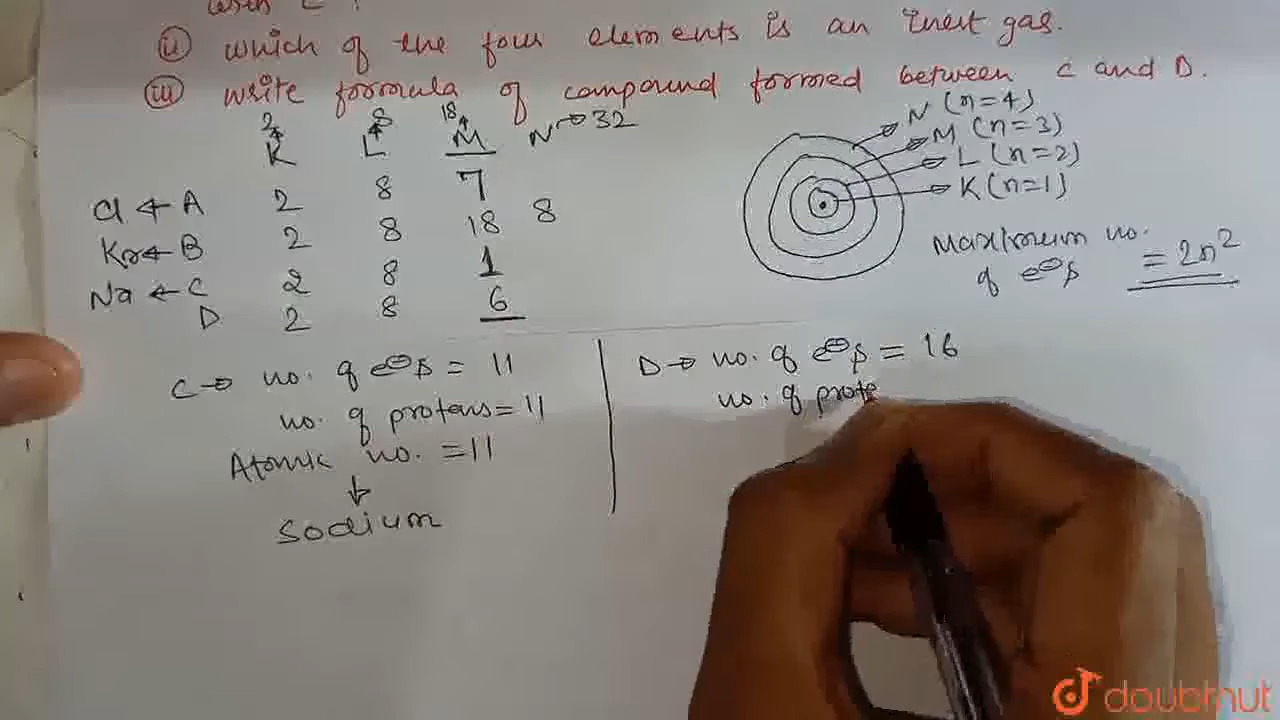 with C ?
ii which of the four elements is an inert gas.
iii write formula of compound formed between C and D.
2 8 18
K L M N → 32
Cl ← A 2 8 7
Kr ← B 2 8 18 8
Na ← C 2 8 1
D 2 8 6
N (n=4)
M (n=3)
L (n=2)
K (n=1)
Maximum no.
of e⊖s = 2n²
C → no. of e⊖s = 11
no. of protons = 11
Atomic no. = 11
↓
sodium
D → no. of e⊖s = 16
no. of prote
doubtnut